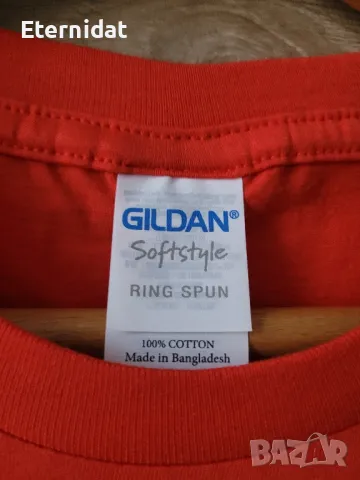 Eternidat
GILDAN®
Softstyle
RING SPUN
100% COTTON
Made in Bangladesh
BAZAR